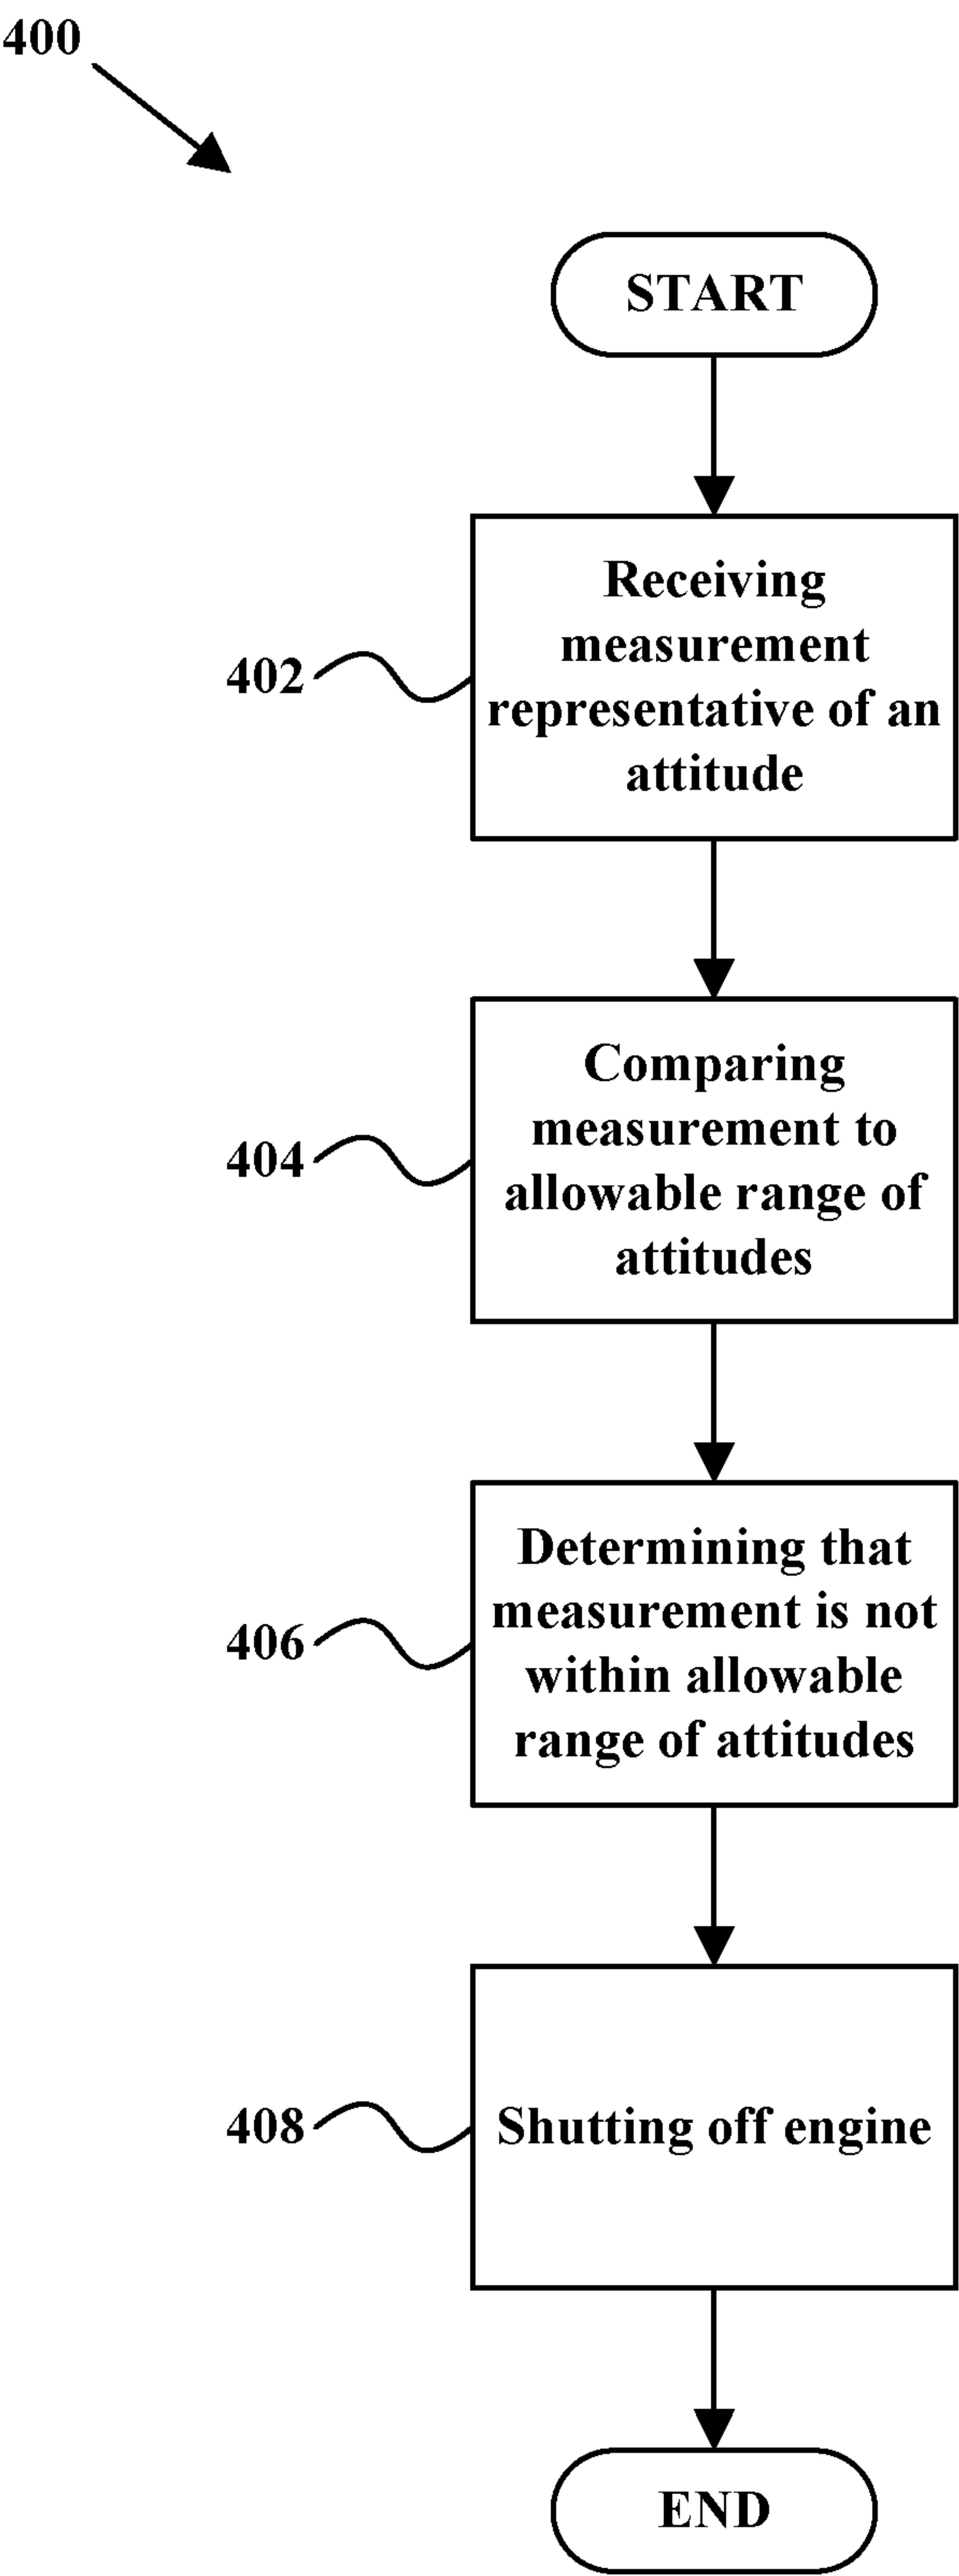 400
START
Receiving
measurement
representative of an
attitude
402
Comparing
measurement to
allowable range of
attitudes
404
Determining that
measurement is not
within allowable
range of attitudes
406
Shutting off engine
408
END